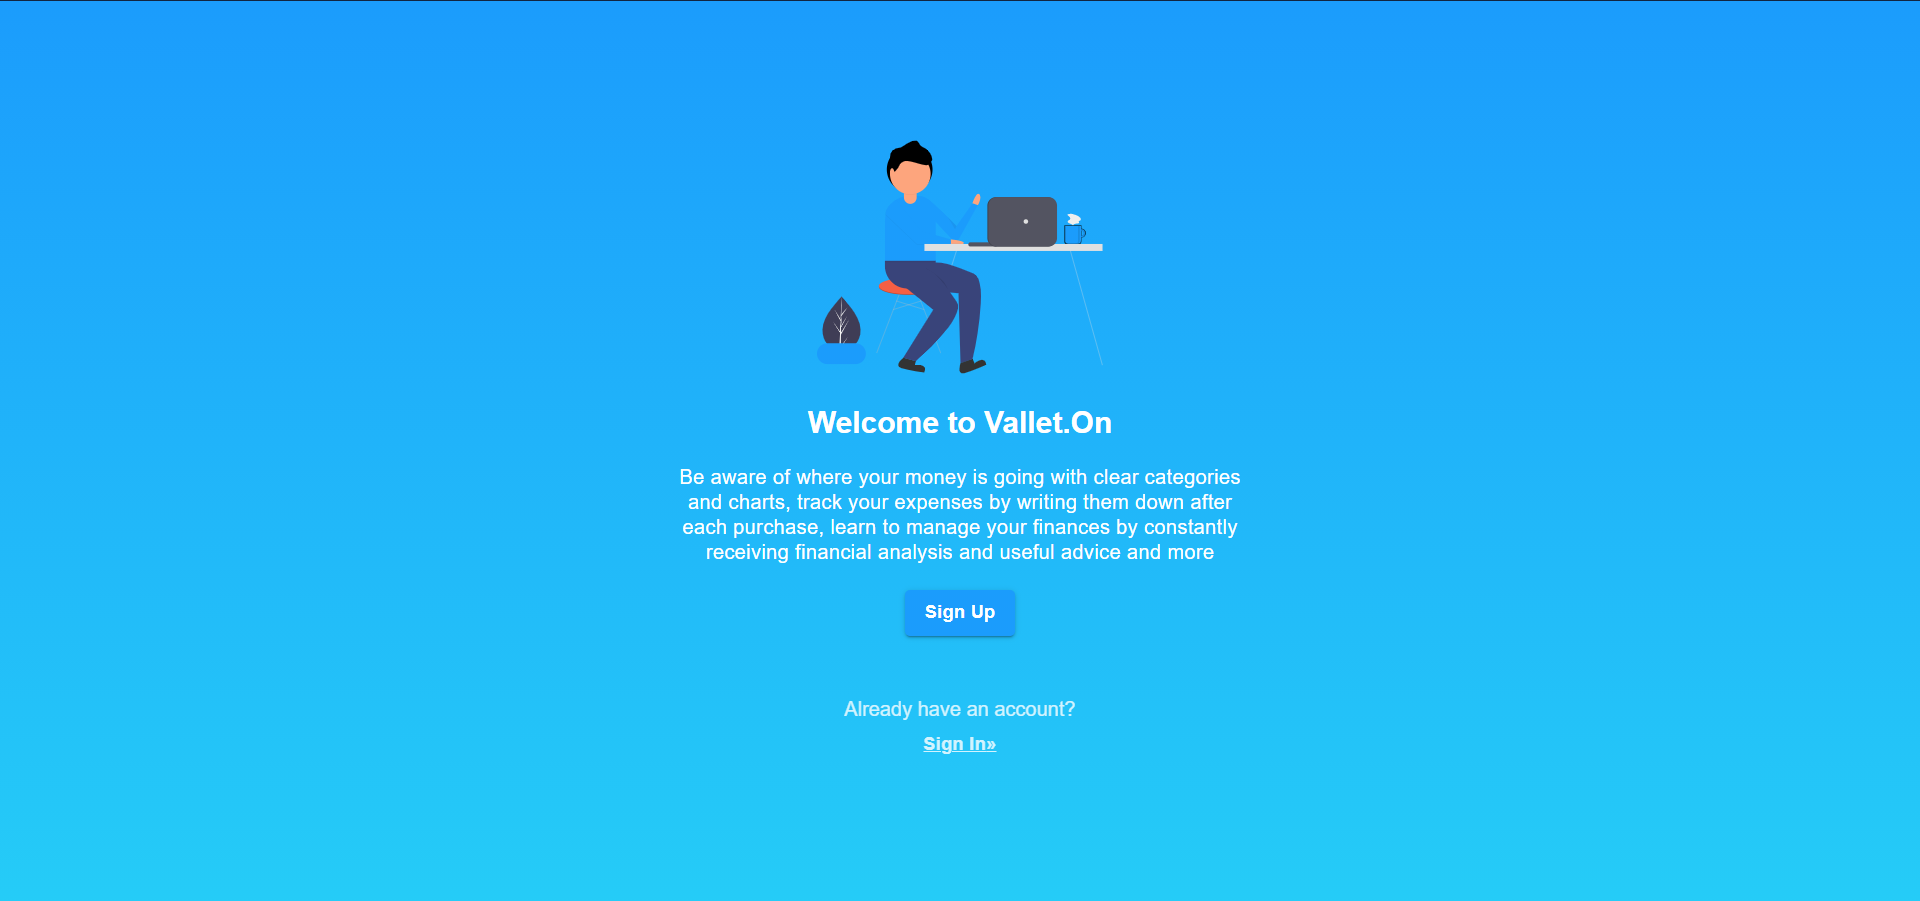 Welcome to Vallet.On
Be aware of where your money is going with clear categories
and charts, track your expenses by writing them down after
each purchase, learn to manage your finances by constantly
receiving financial analysis and useful advice and more
Sign Up
Already have an account?
Sign In»